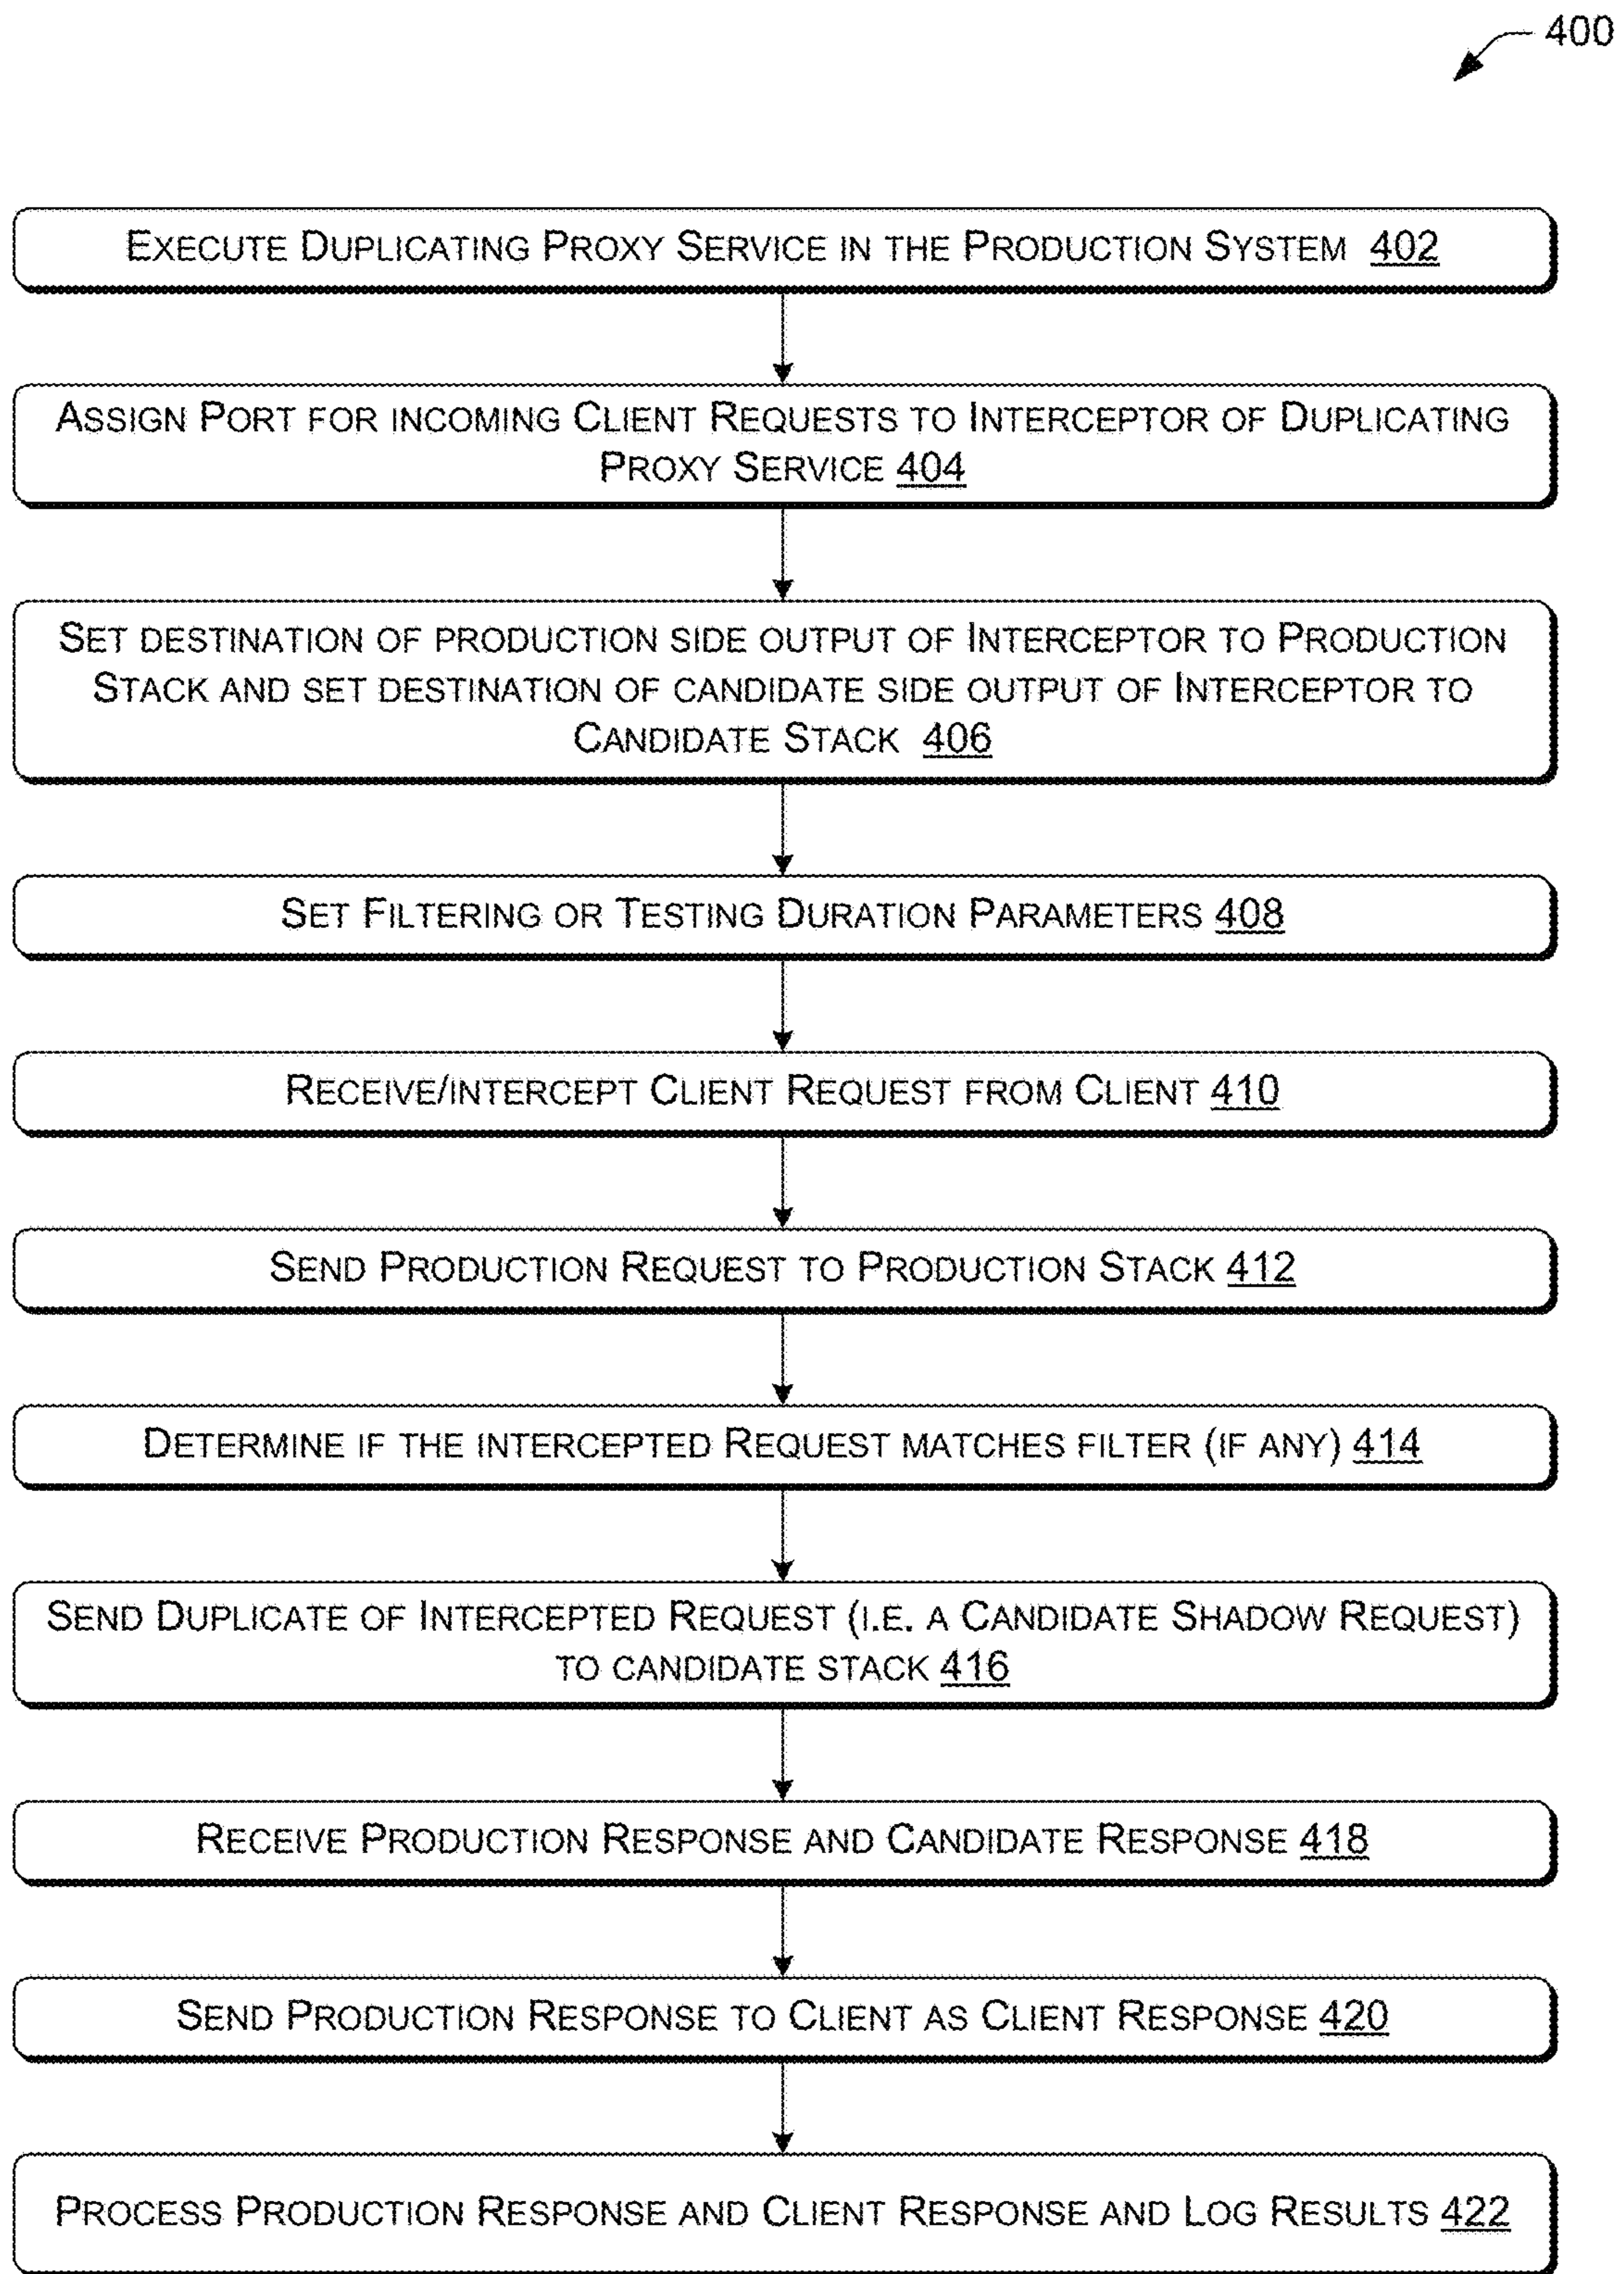 400
EXECUTE DUPLICATING PROXY SERVICE IN THE PRODUCTION SYSTEM 402
ASSIGN PORT FOR INCOMING CLIENT REQUESTS TO INTERCEPTOR OF DUPLICATING
PROXY SERVICE 404
SET DESTINATION OF PRODUCTION SIDE OUTPUT OF INTERCEPTOR TO PRODUCTION
STACK AND SET DESTINATION OF CANDIDATE SIDE OUTPUT OF INTERCEPTOR TO
CANDIDATE STACK 406
SET FILTERING OR TESTING DURATION PARAMETERS 408
RECEIVE/INTERCEPT CLIENT REQUEST FROM CLIENT 410
SEND PRODUCTION REQUEST TO PRODUCTION STACK 412
DETERMINE IF THE INTERCEPTED REQUEST MATCHES FILTER (IF ANY) 414
SEND DUPLICATE OF INTERCEPTED REQUEST (I.E. A CANDIDATE SHADOW REQUEST)
TO CANDIDATE STACK 416
RECEIVE PRODUCTION RESPONSE AND CANDIDATE RESPONSE 418
SEND PRODUCTION RESPONSE TO CLIENT AS CLIENT RESPONSE 420
PROCESS PRODUCTION RESPONSE AND CLIENT RESPONSE AND LOG RESULTS 422